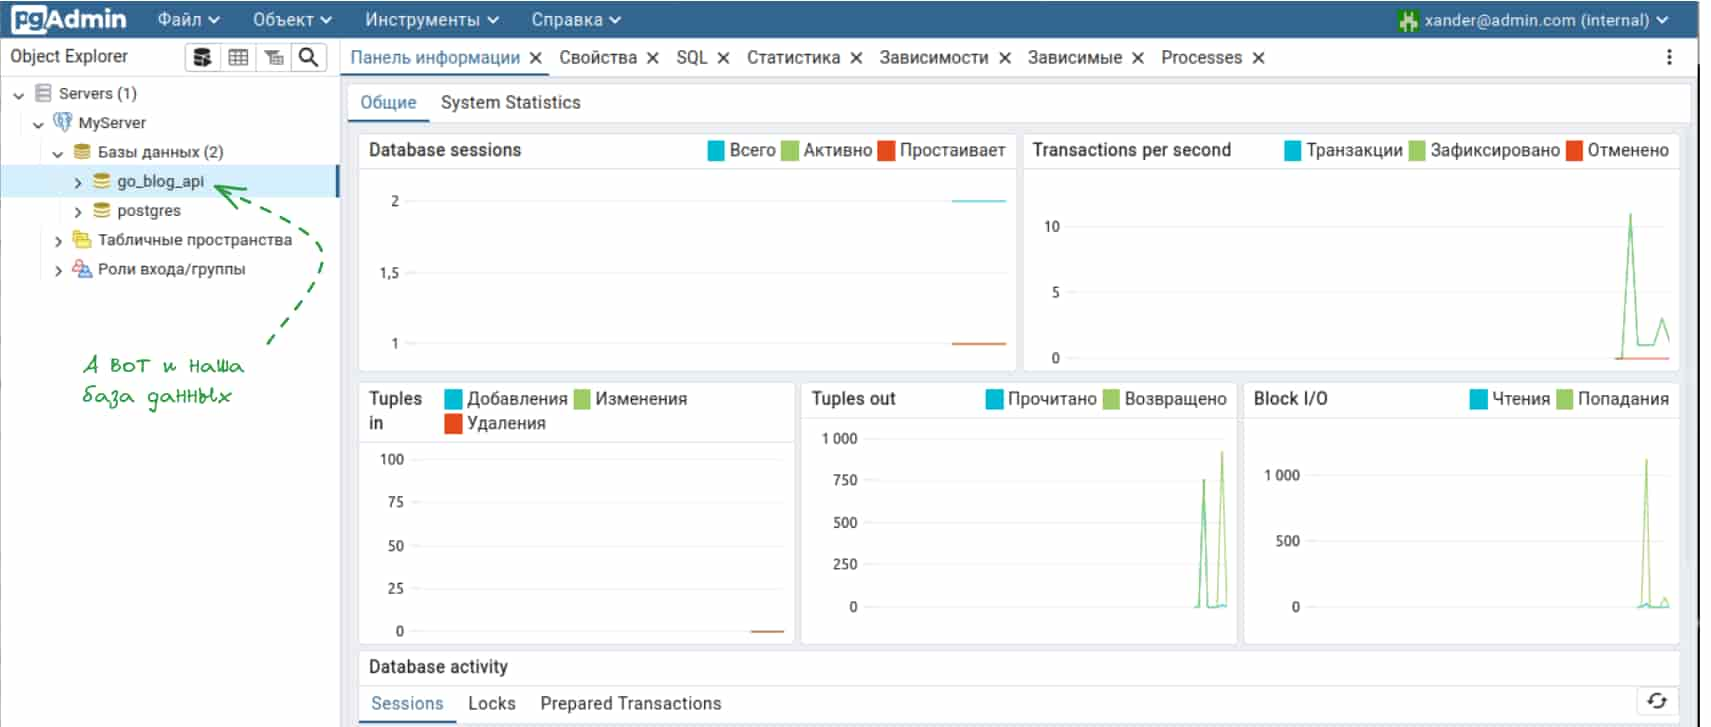 pgAdmin Файл Объект Инструменты Справка xander@admin.com (internal)
Object Explorer
Панель информации Свойства SQL Статистика Зависимости Зависимые Processes
Servers (1)
MyServer
Базы данных (2)
go_blog_api
postgres
Табличные пространства
Роли входа/группы
А вот и наша
база данных
Общие System Statistics
Database sessions Всего Активно Простаивает
2
1,5
1
Transactions per second Транзакции Зафиксировано Отменено
10
5
0
Tuples
in
Добавления Изменения
Удаления
100
75
50
25
0
Tuples out Прочитано Возвращено
1 000
750
500
250
0
Block I/O Чтения Попадания
1 000
500
0
Database activity
Sessions Locks Prepared Transactions